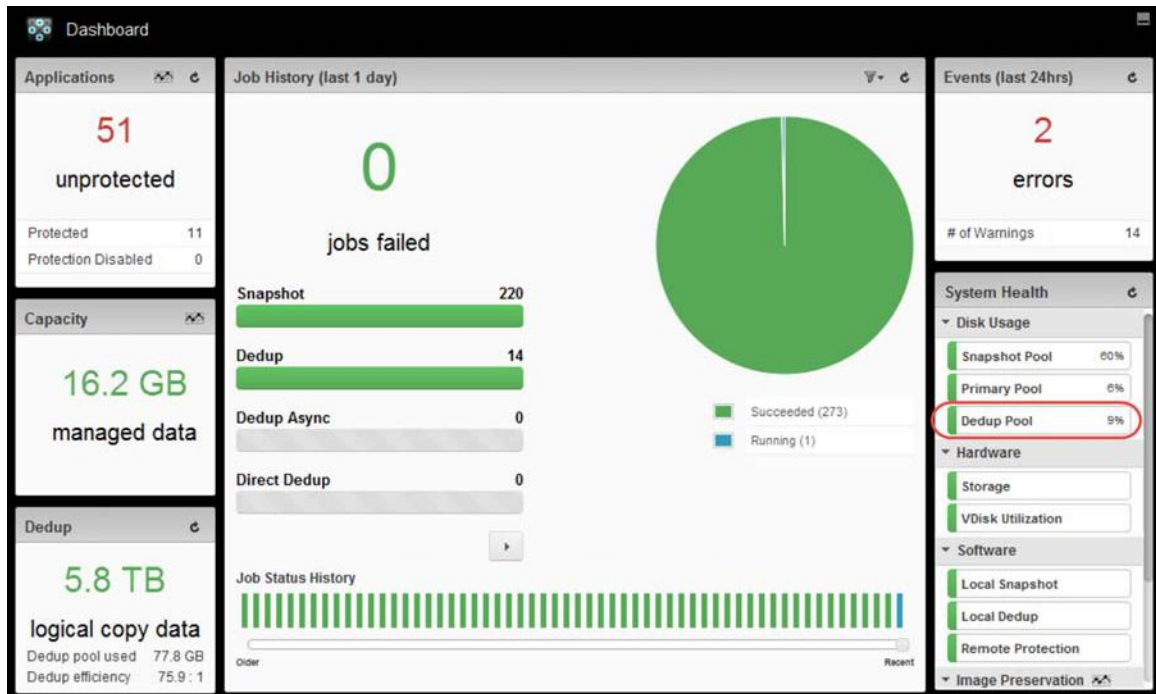 Dashboard
Applications
51
unprotected
Protected 11
Protection Disabled 0
Capacity
16.2 GB
managed data
Dedup
5.8 TB
logical copy data
Dedup pool used 77.8 GB
Dedup efficiency 75.9 : 1
Job History (last 1 day)
0
jobs failed
Snapshot 220
Dedup 14
Dedup Async 0
Direct Dedup 0
Succeeded (273)
Running (1)
Job Status History
Older Recent
Events (last 24hrs)
2
errors
# of Warnings 14
System Health
Disk Usage
Snapshot Pool 60%
Primary Pool 6%
Dedup Pool 9%
Hardware
Storage
VDisk Utilization
Software
Local Snapshot
Local Dedup
Remote Protection
Image Preservation